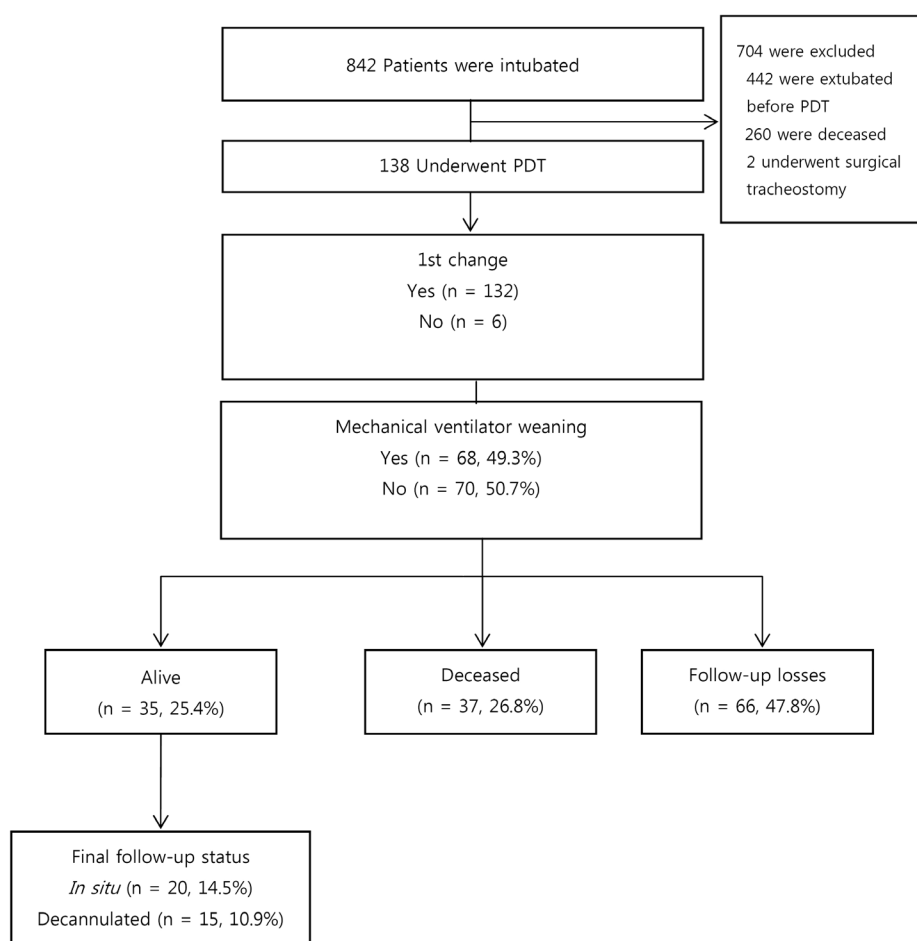 842 Patients were intubated
704 were excluded
442 were extubated
before PDT
260 were deceased
2 underwent surgical
tracheostomy
138 Underwent PDT
1st change
Yes (n = 132)
No (n = 6)
Mechanical ventilator weaning
Yes (n = 68, 49.3%)
No (n = 70, 50.7%)
Alive
(n = 35, 25.4%)
Deceased
(n = 37, 26.8%)
Follow-up losses
(n = 66, 47.8%)
Final follow-up status
In situ (n = 20, 14.5%)
Decannulated (n = 15, 10.9%)